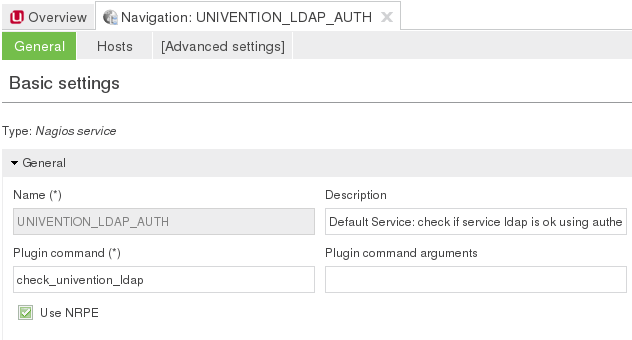 Overview Navigation: UNIVENTION_LDAP_AUTH
General Hosts [Advanced settings]
Basic settings
Type: Nagios service
General
Name (*) Description
UNIVENTION_LDAP_AUTH Default Service: check if service ldap is ok using authe
Plugin command (*) Plugin command arguments
check_univention_ldap
Use NRPE